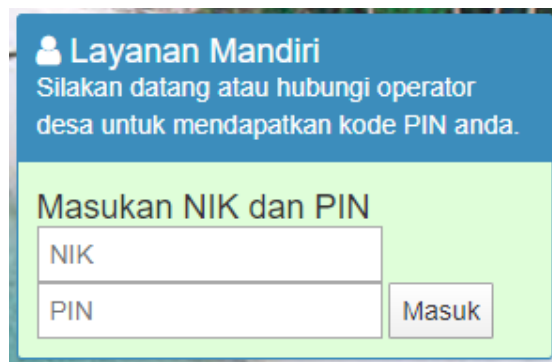 Layanan Mandiri
Silakan datang atau hubungi operator
desa untuk mendapatkan kode PIN anda.
Masukan NIK dan PIN
NIK
PIN
Masuk